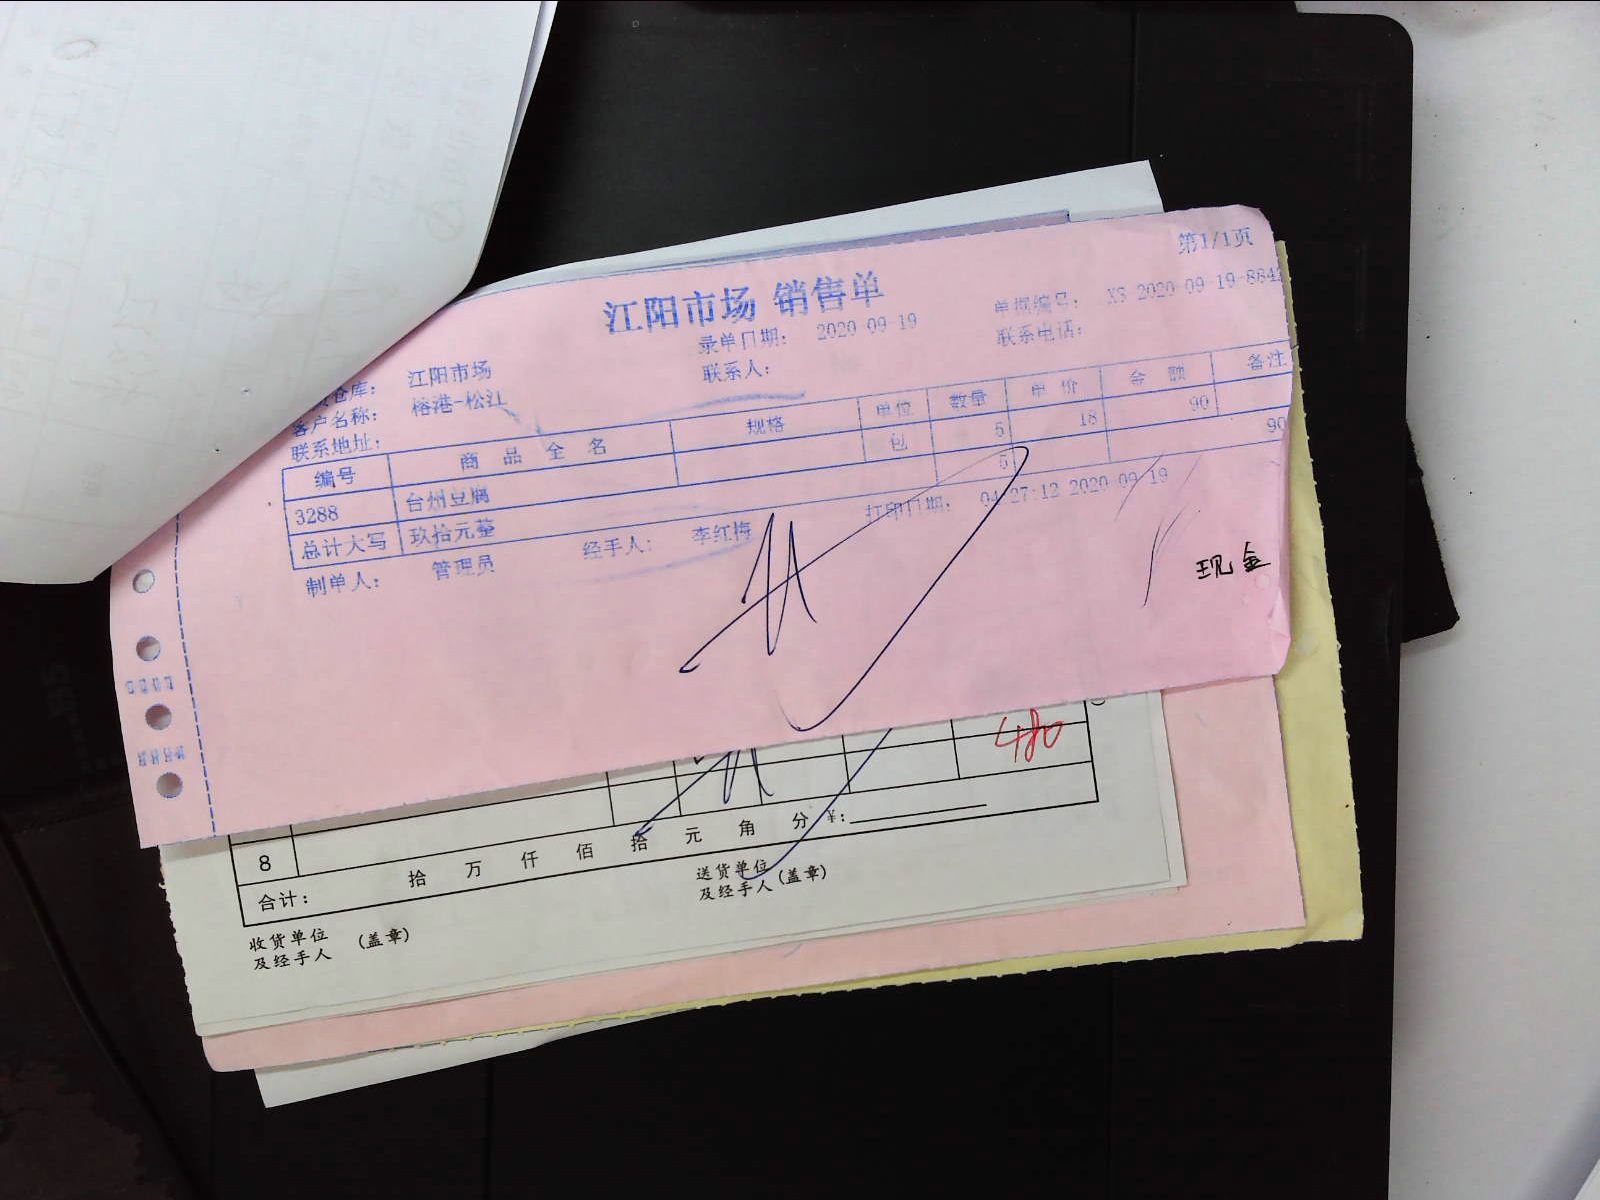 第1/1页
江阳市场 销售单
仓库： 江阳市场 录单日期： 2020-09-19 单据编号： XS-2020-09-19-884
客户名称： 榕港-松江 联系人： 联系电话：
联系地址：
编号 商品全名 规格 单位 数量 单价 金额 备注
3288 台州豆腐 包 5 18 90
总计大写 玖拾元整 5 90
制单人： 管理员 经手人： 李红梅 打印日期： 04:27:12 2020-09-19
现金
480
8
合计： 拾 万 仟 佰 拾 元 角 分 ¥：
收货单位及经手人 (盖章) 送货单位及经手人 (盖章)